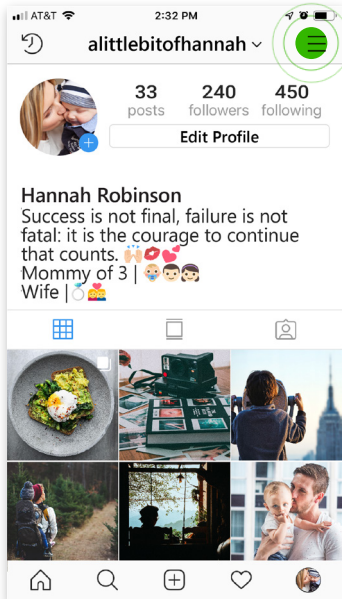 AT&T 2:32 PM
alittlebitofhannah
33 240 450
posts followers following
Edit Profile
Hannah Robinson
Success is not final, failure is not
fatal: it is the courage to continue
that counts. 🙌🏻💋💕
Mommy of 3 | 👶🏼👦🏻👧🏻
Wife | 💍💑